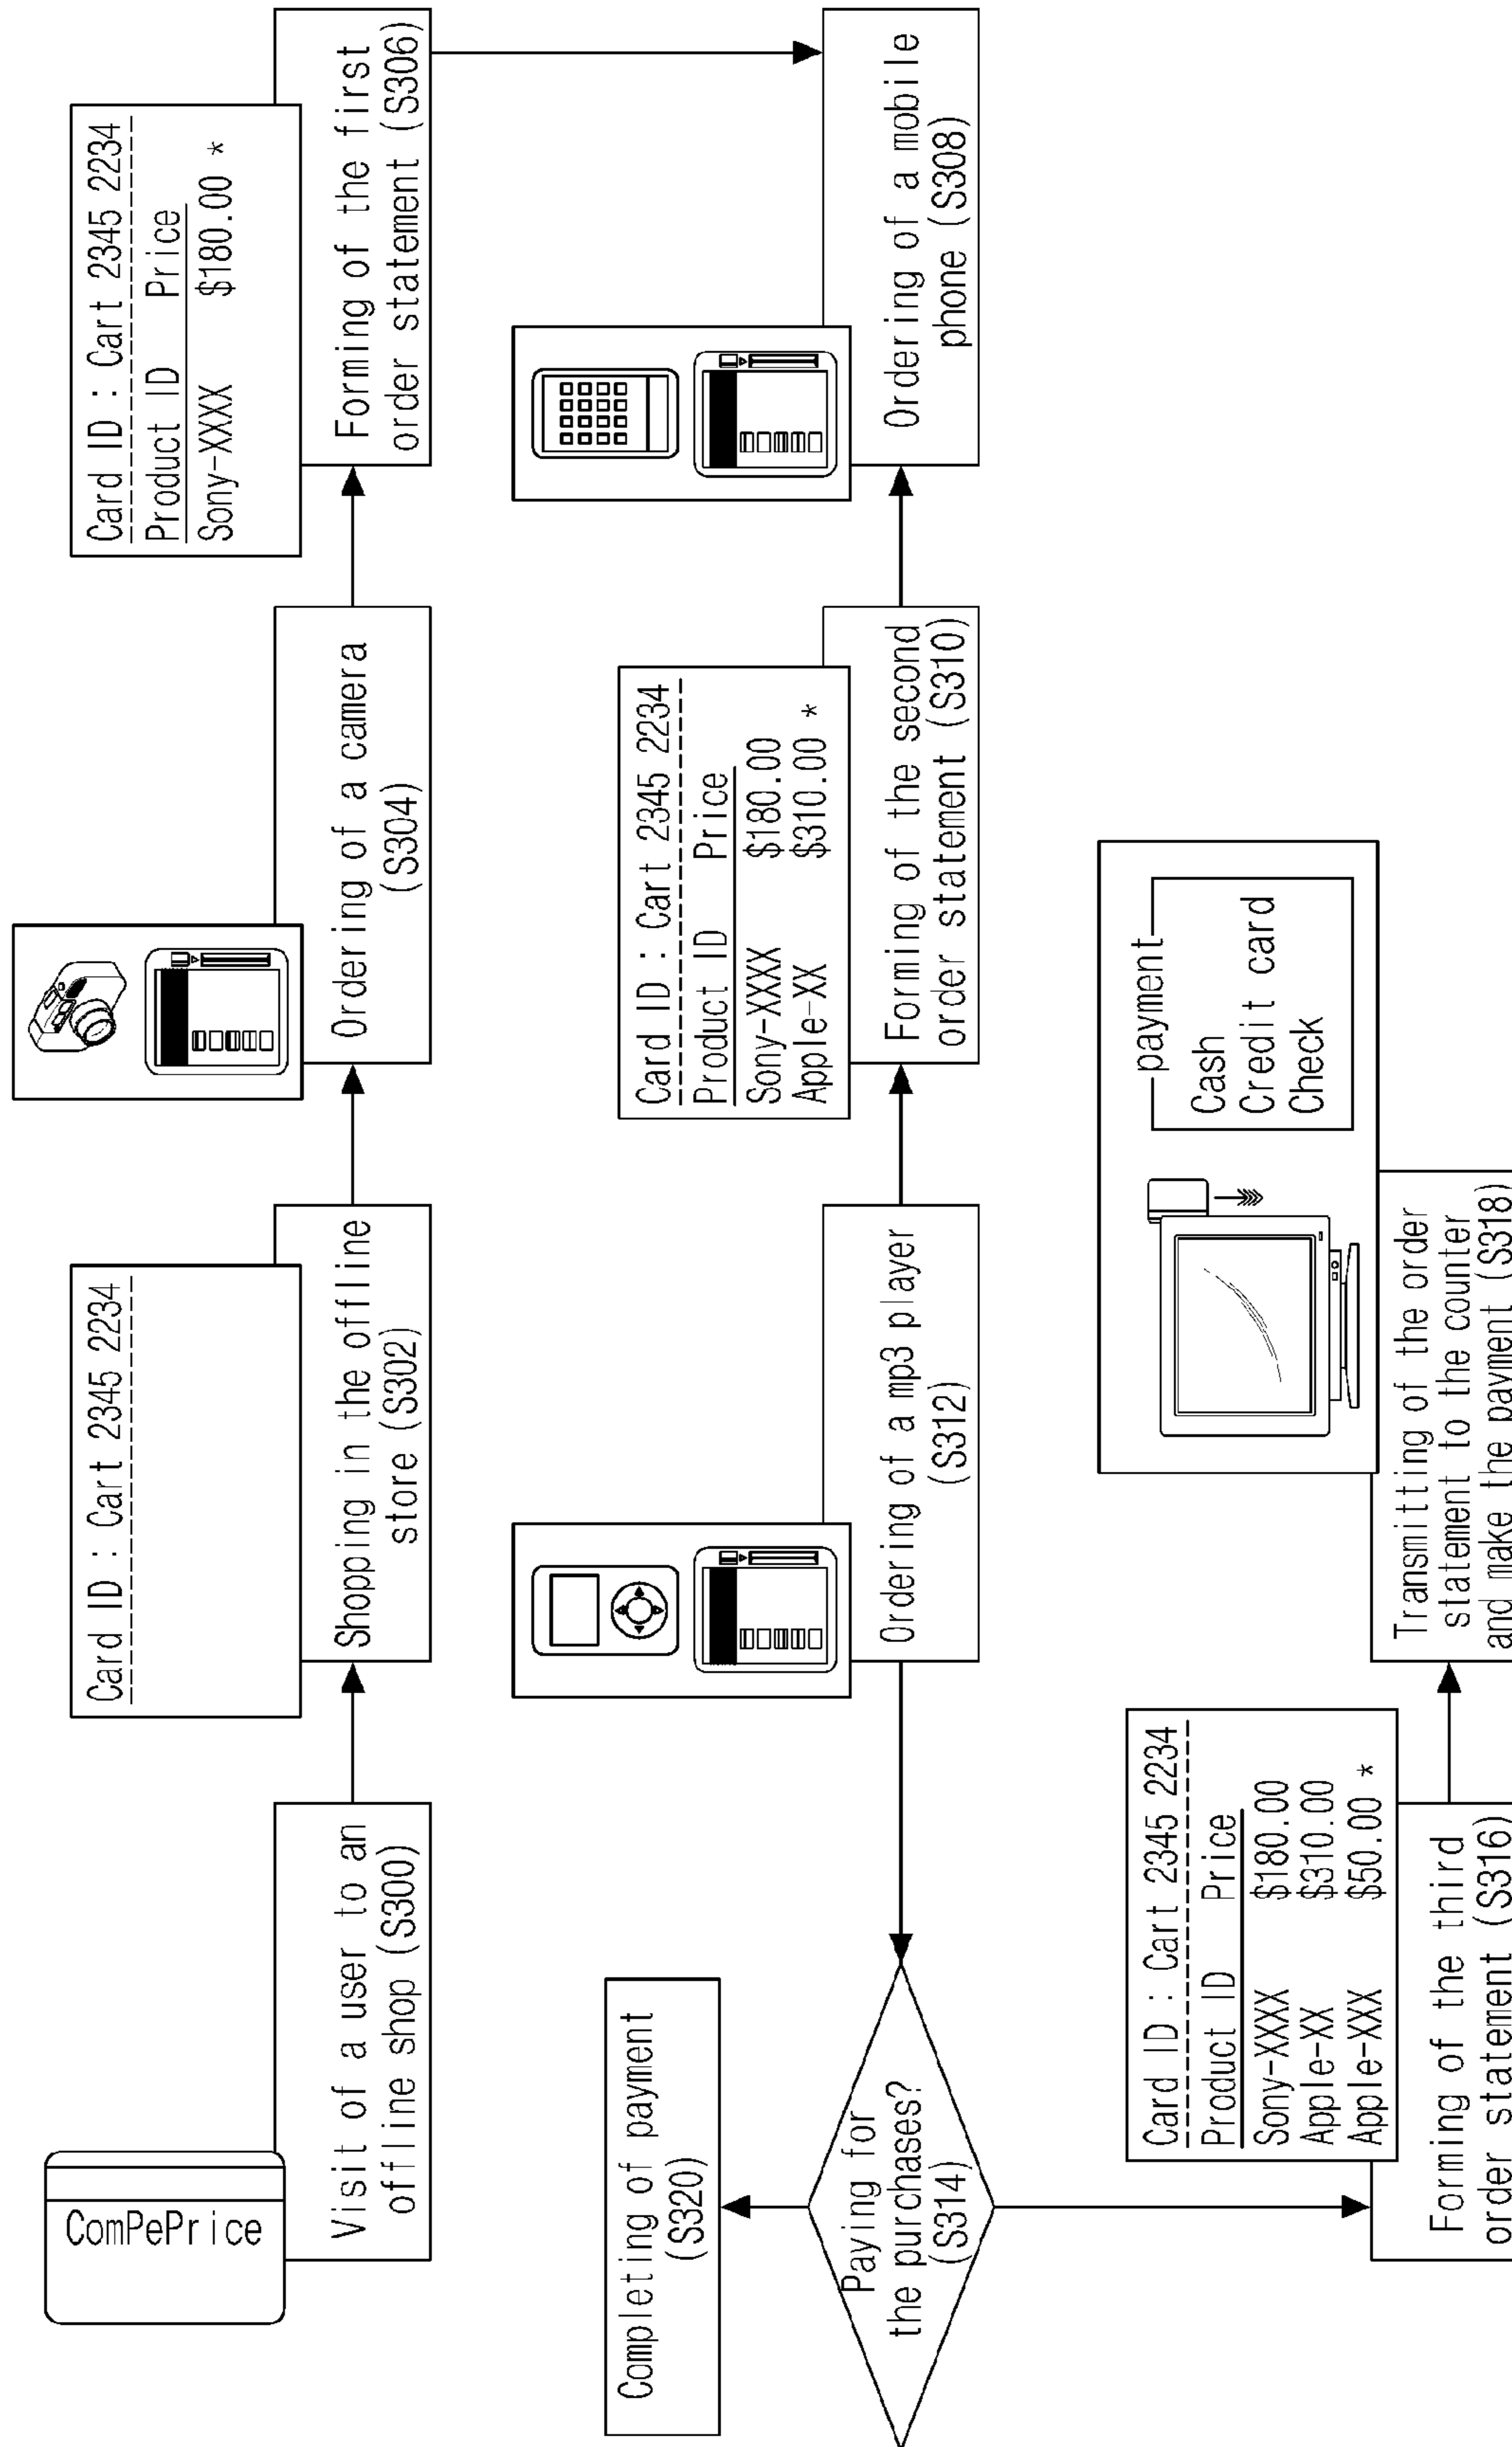 ComPePrice
Visit of a user to an
offline shop (S300)
Card ID : Cart 2345 2234
Shopping in the offline
store (S302)
Ordering of a camera
(S304)
Card ID : Cart 2345 2234
Product ID Price
Sony-XXXX $180.00 *
Forming of the first
order statement (S306)
Completing of payment
(S320)
Paying for
the purchases?
(S314)
Ordering of a mp3 player
(S312)
Card ID : Cart 2345 2234
Product ID Price
Sony-XXXX $180.00
Apple-XX $310.00 *
Forming of the second
order statement (S310)
Ordering of a mobile
phone (S308)
Card ID : Cart 2345 2234
Product ID Price
Sony-XXXX $180.00
Apple-XX $310.00
Apple-XXX $50.00 *
Forming of the third
order statement (S316)
payment
Cash
Credit card
Check
Transmitting of the order
statement to the counter
and make the payment (S318)